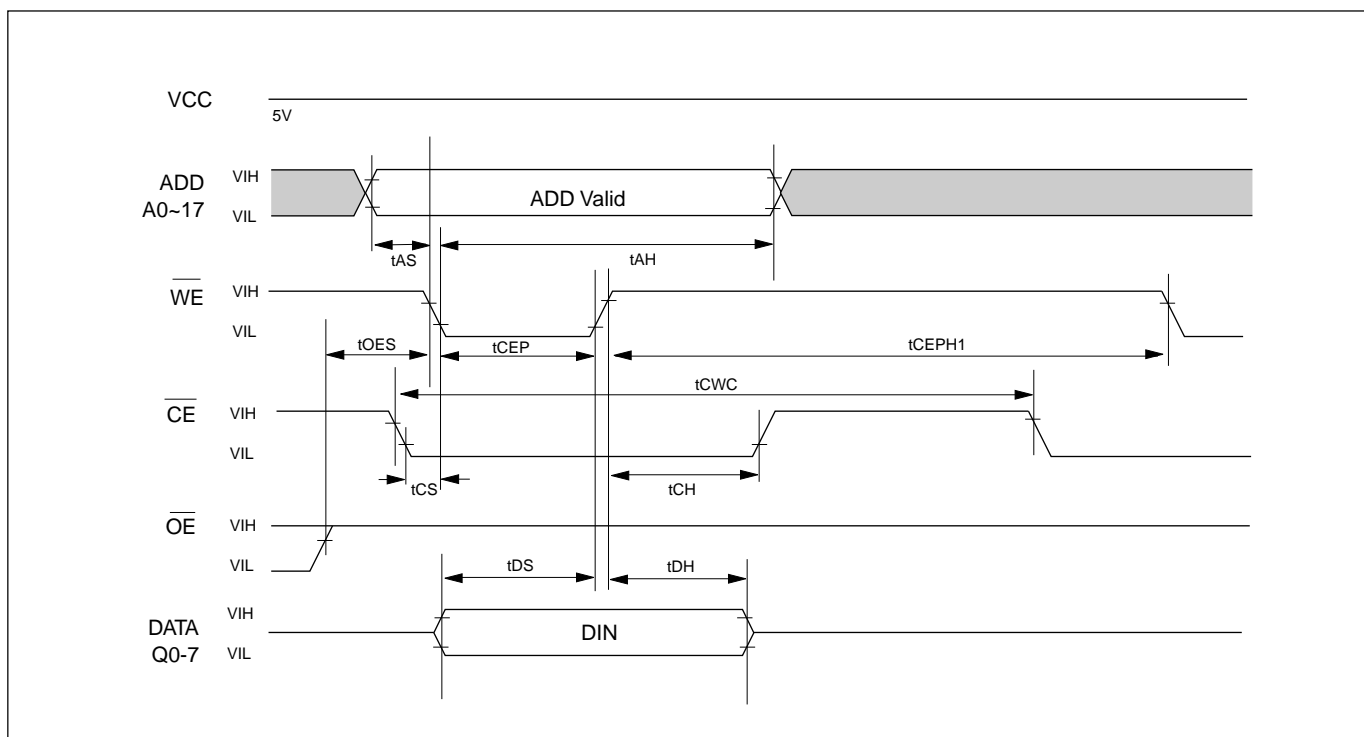 VCC
5V
ADD
A0~17
VIH
VIL
ADD Valid
tAS
tAH
WE
VIH
VIL
tOES
tCEP
tCEPH1
tCWC
CE
VIH
VIL
tCS
tCH
OE
VIH
VIL
tDS
tDH
DATA
Q0-7
VIH
VIL
DIN